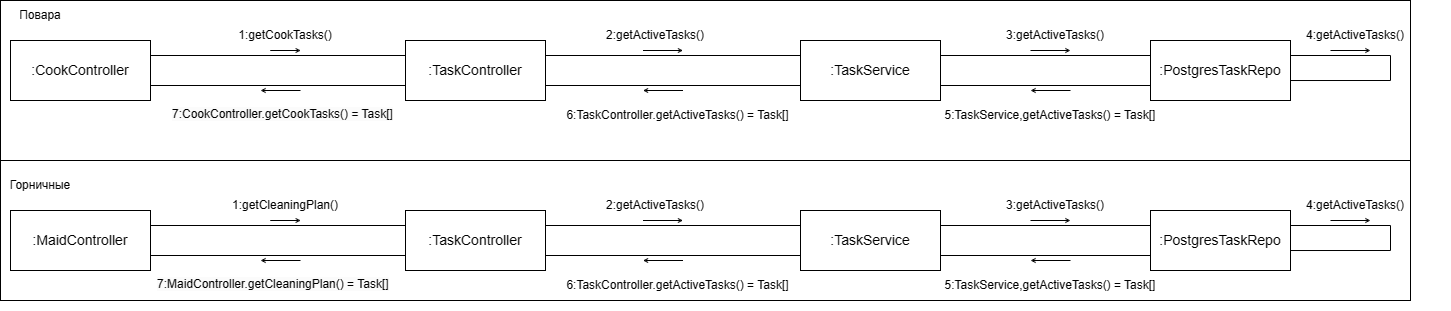 Повара
1:getCookTasks()
2:getActiveTasks()
3:getActiveTasks()
4:getActiveTasks()
:CookController
:TaskController
:TaskService
:PostgresTaskRepo
7:CookController.getCookTasks() = Task[]
6:TaskController.getActiveTasks() = Task[]
5:TaskService,getActiveTasks() = Task[]
Горничные
1:getCleaningPlan()
2:getActiveTasks()
3:getActiveTasks()
4:getActiveTasks()
:MaidController
:TaskController
:TaskService
:PostgresTaskRepo
7:MaidController.getCleaningPlan() = Task[]
6:TaskController.getActiveTasks() = Task[]
5:TaskService,getActiveTasks() = Task[]